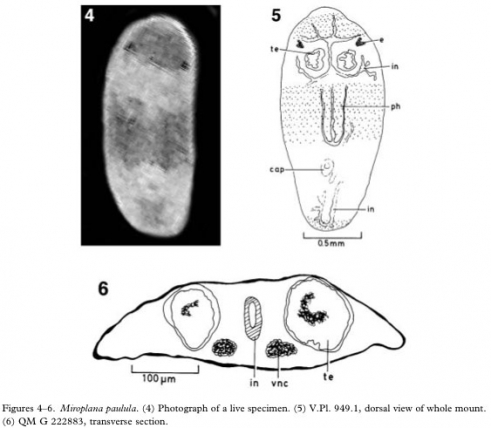 4
5
te
e
in
ph
cap
in
0.5mm
6
100 µm
in
vnc
te
Figures 4–6. Miroplana paulula. (4) Photograph of a live specimen. (5) V.Pl. 949.1, dorsal view of whole mount.
(6) QM G 222883, transverse section.